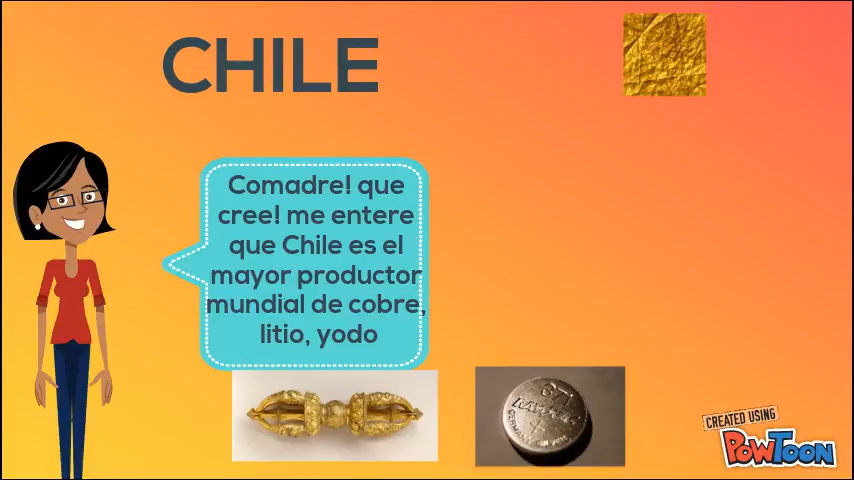 CHILE
Comadre! que
cree! me entere
que Chile es el
mayor productor
mundial de cobre,
litio, yodo
CREATED USING
POWTOON